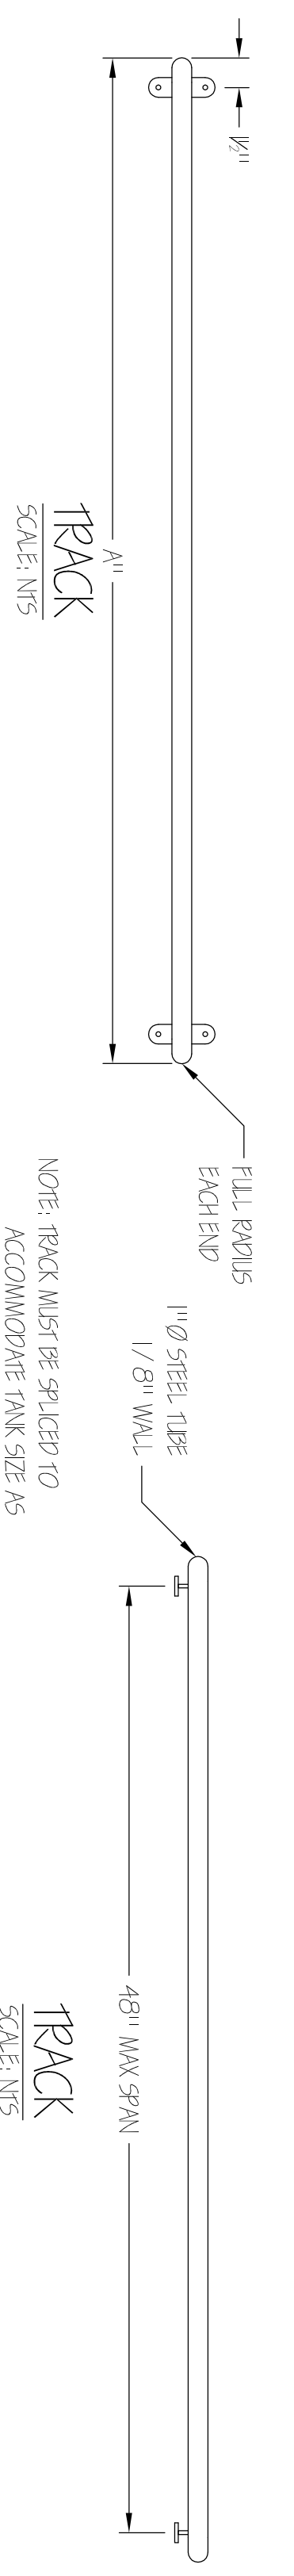 1/2"
A"
TRACK
SCALE: NTS
FULL RADIUS
EACH END
NOTE: TRACK MUST BE SPLICED TO
ACCOMMODATE TANK SIZE AS
1"Ø STEEL TUBE
1/8" WALL
48" MAX SPAN
TRACK
SCALE: NTS